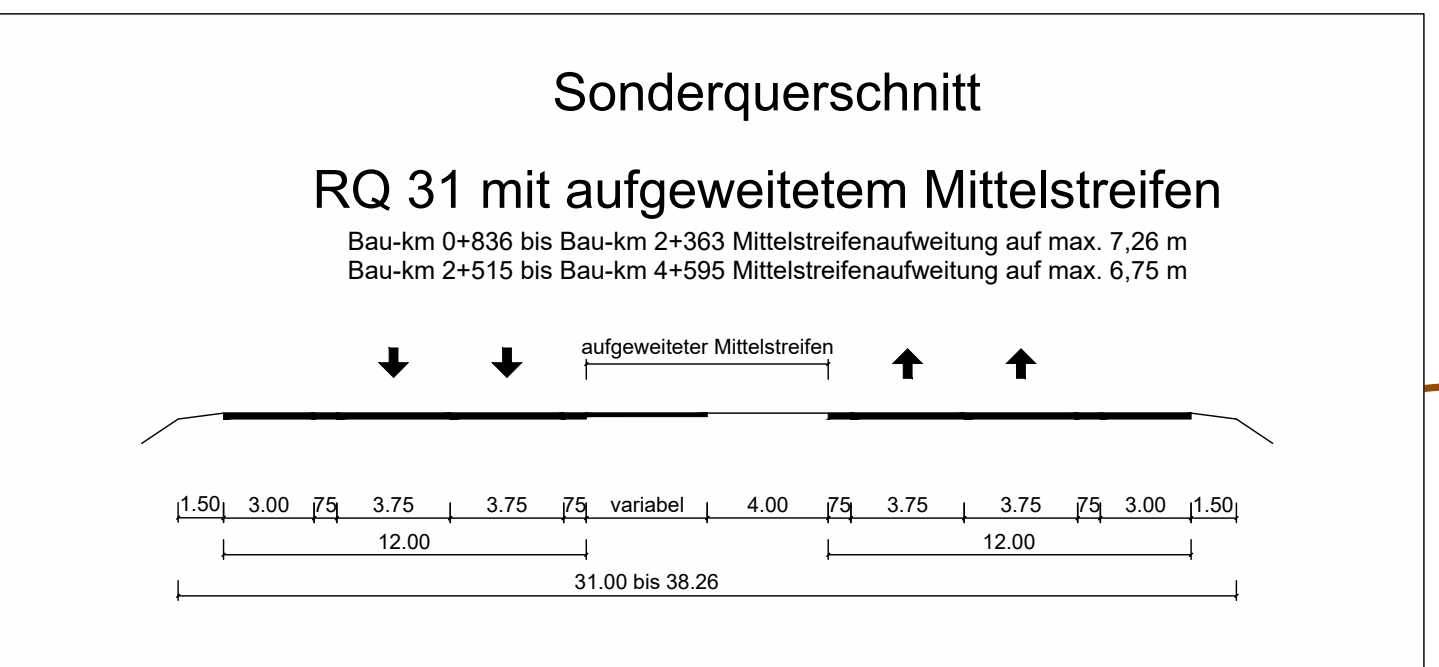 Sonderquerschnitt
RQ 31 mit aufgeweitetem Mittelstreifen
Bau-km 0+836 bis Bau-km 2+363 Mittelstreifenaufweitung auf max. 7,26 m
Bau-km 2+515 bis Bau-km 4+595 Mittelstreifenaufweitung auf max. 6,75 m
aufgeweiteter Mittelstreifen
1.50 3.00 75 3.75 3.75 75 variabel 4.00 75 3.75 3.75 75 3.00 1.50
12.00 12.00
31.00 bis 38.26